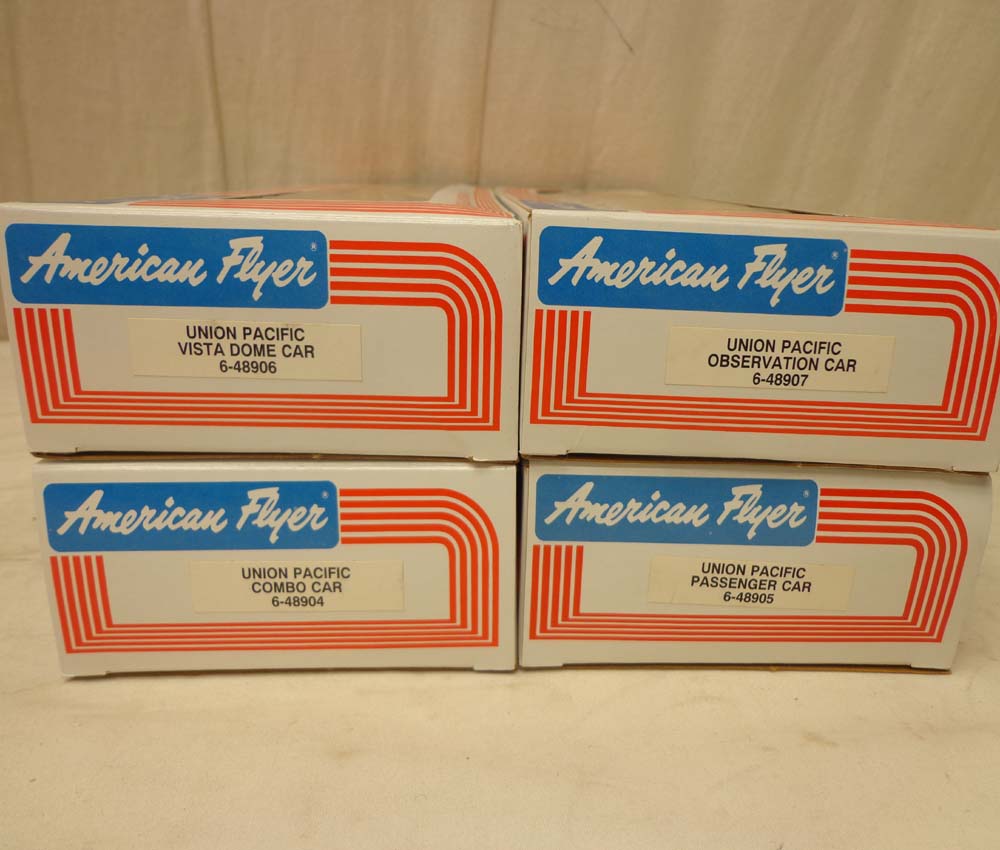 American Flyer®
UNION PACIFIC
VISTA DOME CAR
6-48906
American Flyer®
UNION PACIFIC
OBSERVATION CAR
6-48907
American Flyer®
UNION PACIFIC
COMBO CAR
6-48904
American Flyer®
UNION PACIFIC
PASSENGER CAR
6-48905